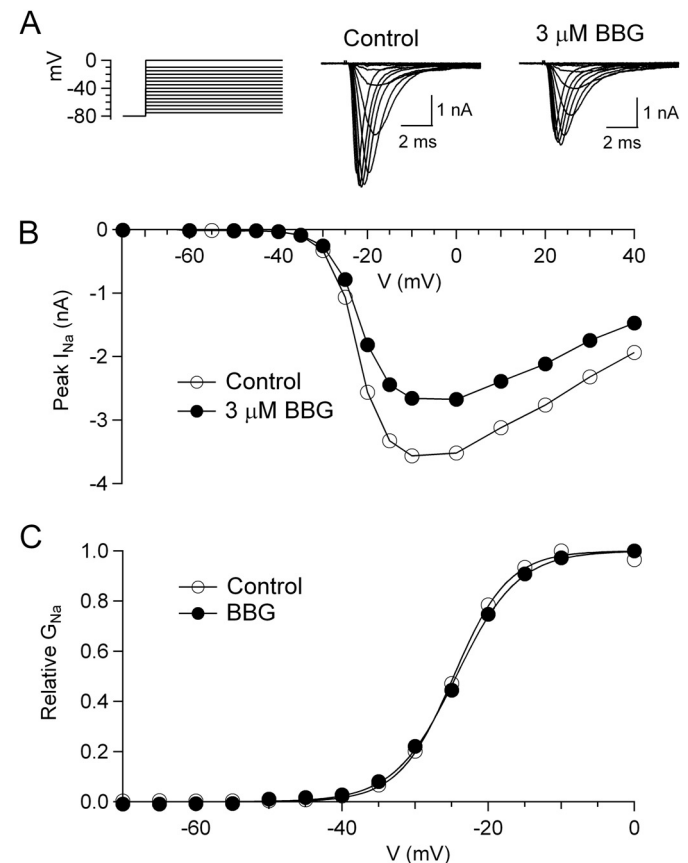 A
mV
0
-40
-80
Control
1 nA
2 ms
3 µM BBG
1 nA
2 ms
B
0
-1
-2
-3
-4
Peak I Na (nA)
-60
-40
-20
0
20
40
V (mV)
Control
3 µM BBG
C
1.0
0.8
0.6
0.4
0.2
0.0
Relative G Na
Control
BBG
-60
-40
-20
0
V (mV)